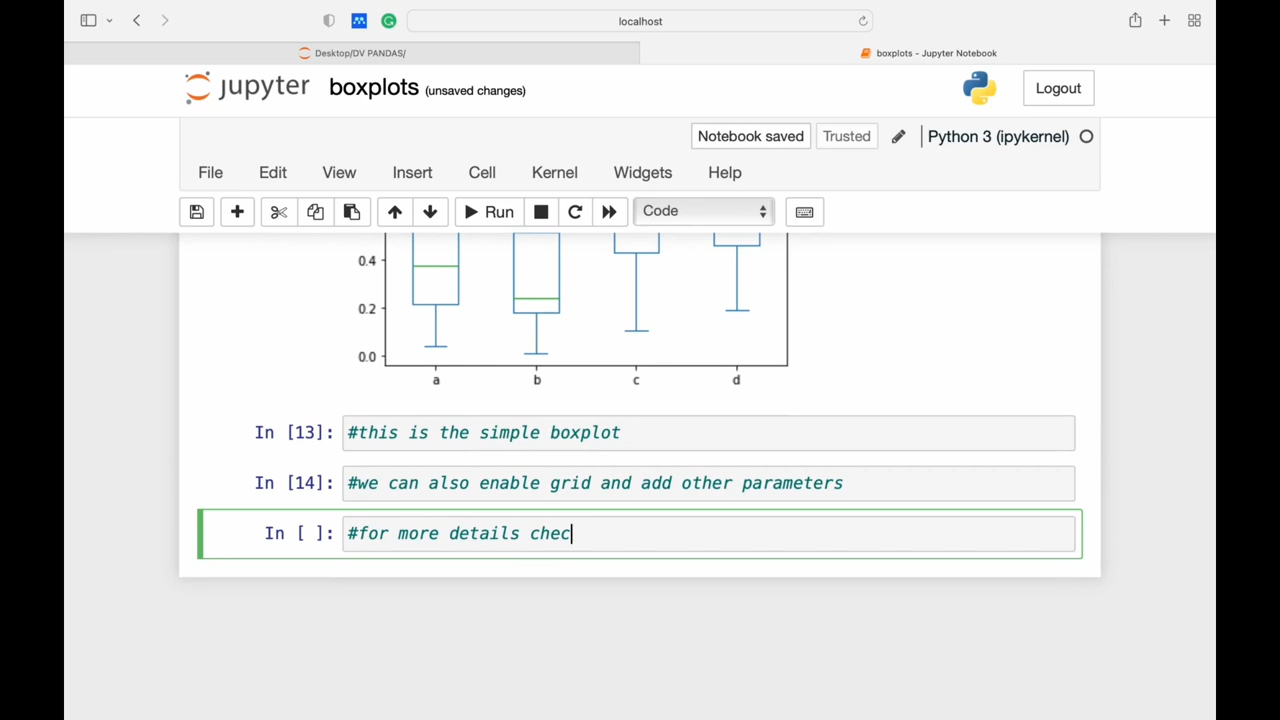 localhost
Desktop/DV PANDAS/
boxplots - Jupyter Notebook
jupyter boxplots (unsaved changes)
Logout
Notebook saved Trusted Python 3 (ipykernel)
File Edit View Insert Cell Kernel Widgets Help
Run Code
0.4
0.2
0.0
a b c d
In [13]: #this is the simple boxplot
In [14]: #we can also enable grid and add other parameters
In [ ]: #for more details chec